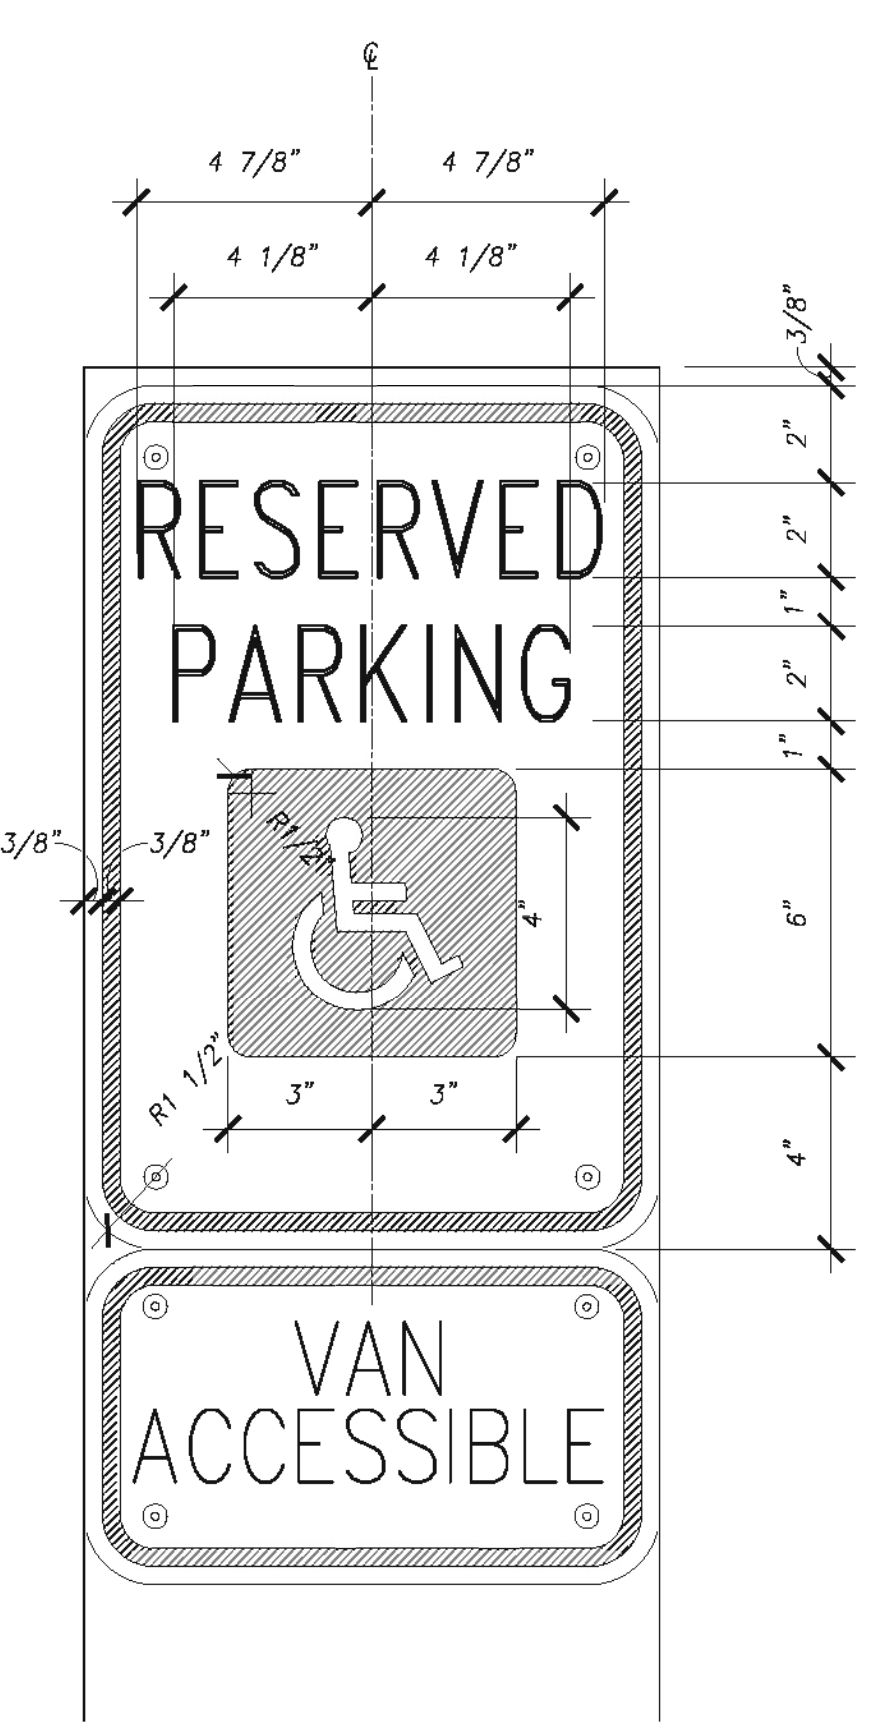 ℄
4 7/8" 4 7/8"
4 1/8" 4 1/8"
3/8"
2"
RESERVED
2"
1"
PARKING
2"
1"
R1/2"
3/8" 3/8"
4"
6"
R1 1/2"
3" 3"
4"
VAN
ACCESSIBLE